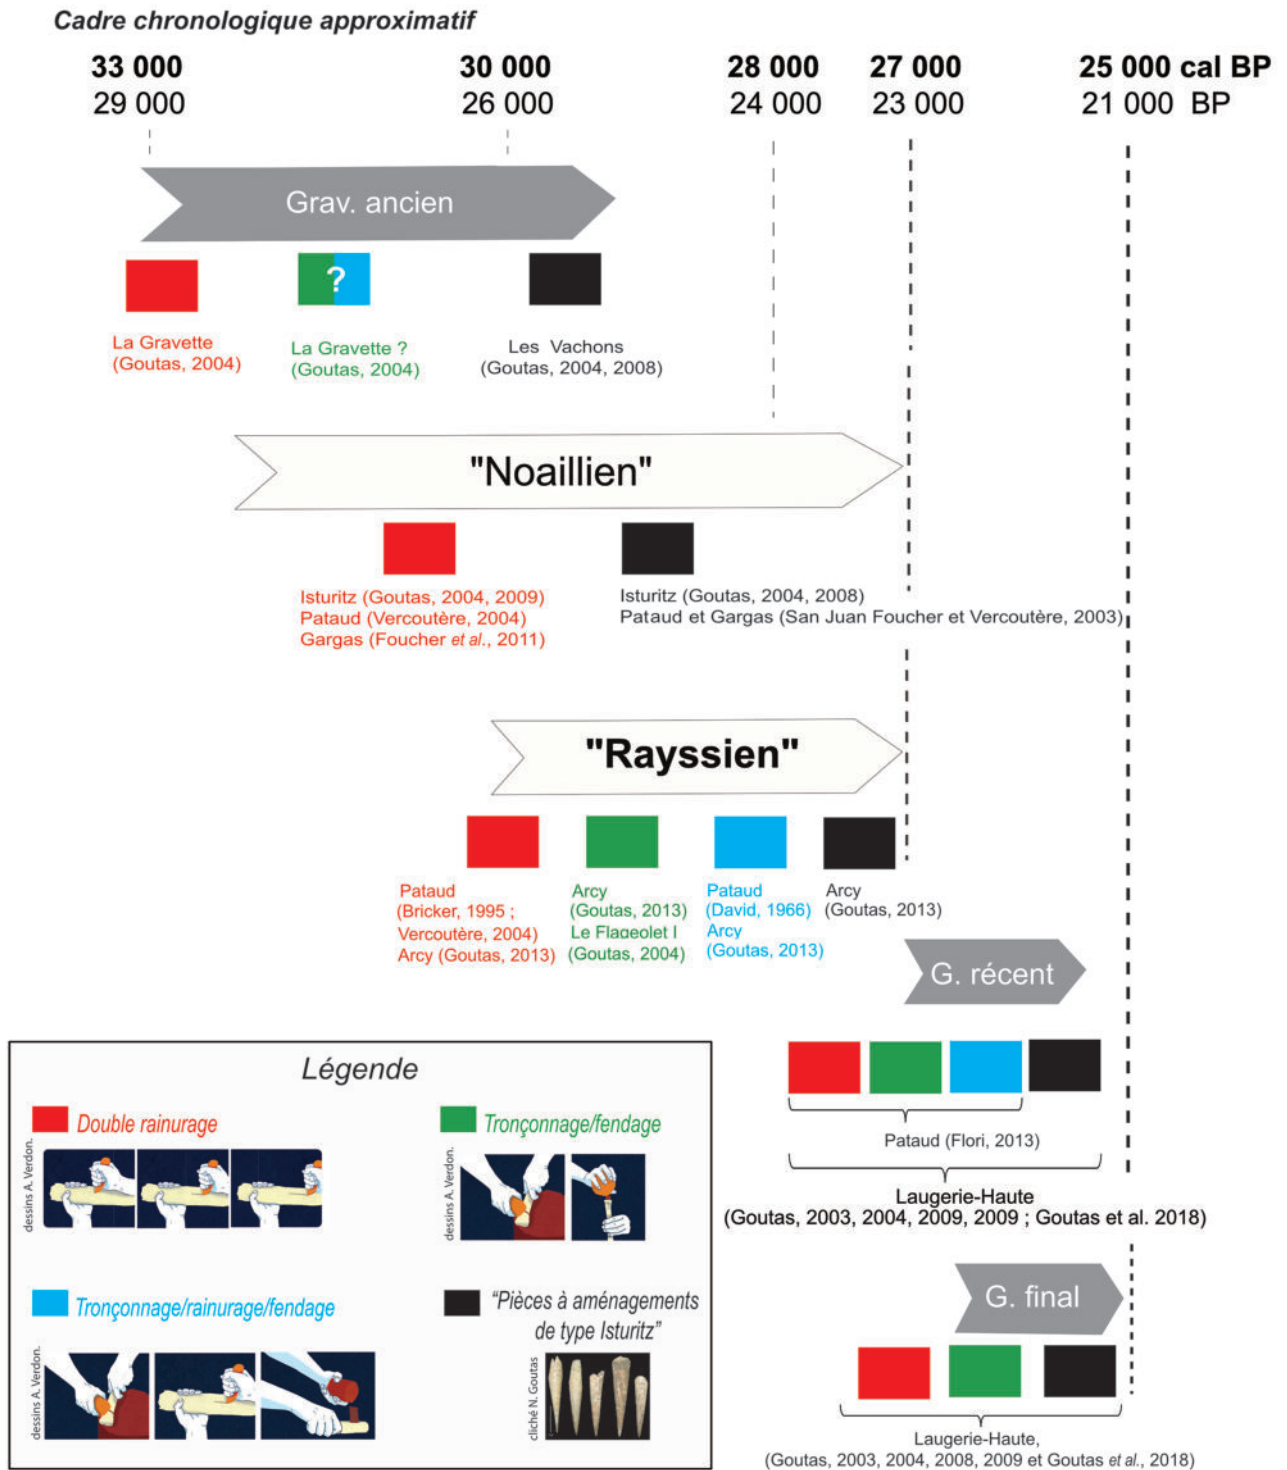 Cadre chronologique approximatif
33 000 30 000 28 000 27 000 25 000 cal BP
29 000 26 000 24 000 23 000 21 000 BP
Grav. ancien
?
La Gravette
(Goutas, 2004)
La Gravette ?
(Goutas, 2004)
Les Vachons
(Goutas, 2004, 2008)
"Noaillien"
Isturitz (Goutas, 2004, 2009)
Pataud (Vercoutère, 2004)
Gargas (Foucher et al., 2011)
Isturitz (Goutas, 2004, 2008)
Pataud et Gargas (San Juan Foucher et Vercoutère, 2003)
"Rayssien"
Pataud
(Bricker, 1995 ;
Vercoutère, 2004)
Arcy (Goutas, 2013)
Arcy
(Goutas, 2013)
Le Flageolet I
(Goutas, 2004)
Pataud
(David, 1966)
Arcy
(Goutas, 2013)
Arcy
(Goutas, 2013)
G. récent
Pataud (Flori, 2013)
Laugerie-Haute
(Goutas, 2003, 2004, 2009, 2009 ; Goutas et al. 2018)
G. final
Laugerie-Haute,
(Goutas, 2003, 2004, 2008, 2009 et Goutas et al., 2018)
Légende
Double rainurage
dessins A. Verdon.
Tronçonnage/fendage
dessins A. Verdon.
Tronçonnage/rainurage/fendage
dessins A. Verdon.
"Pièces à aménagements
de type Isturitz"
cliché N. Goutas